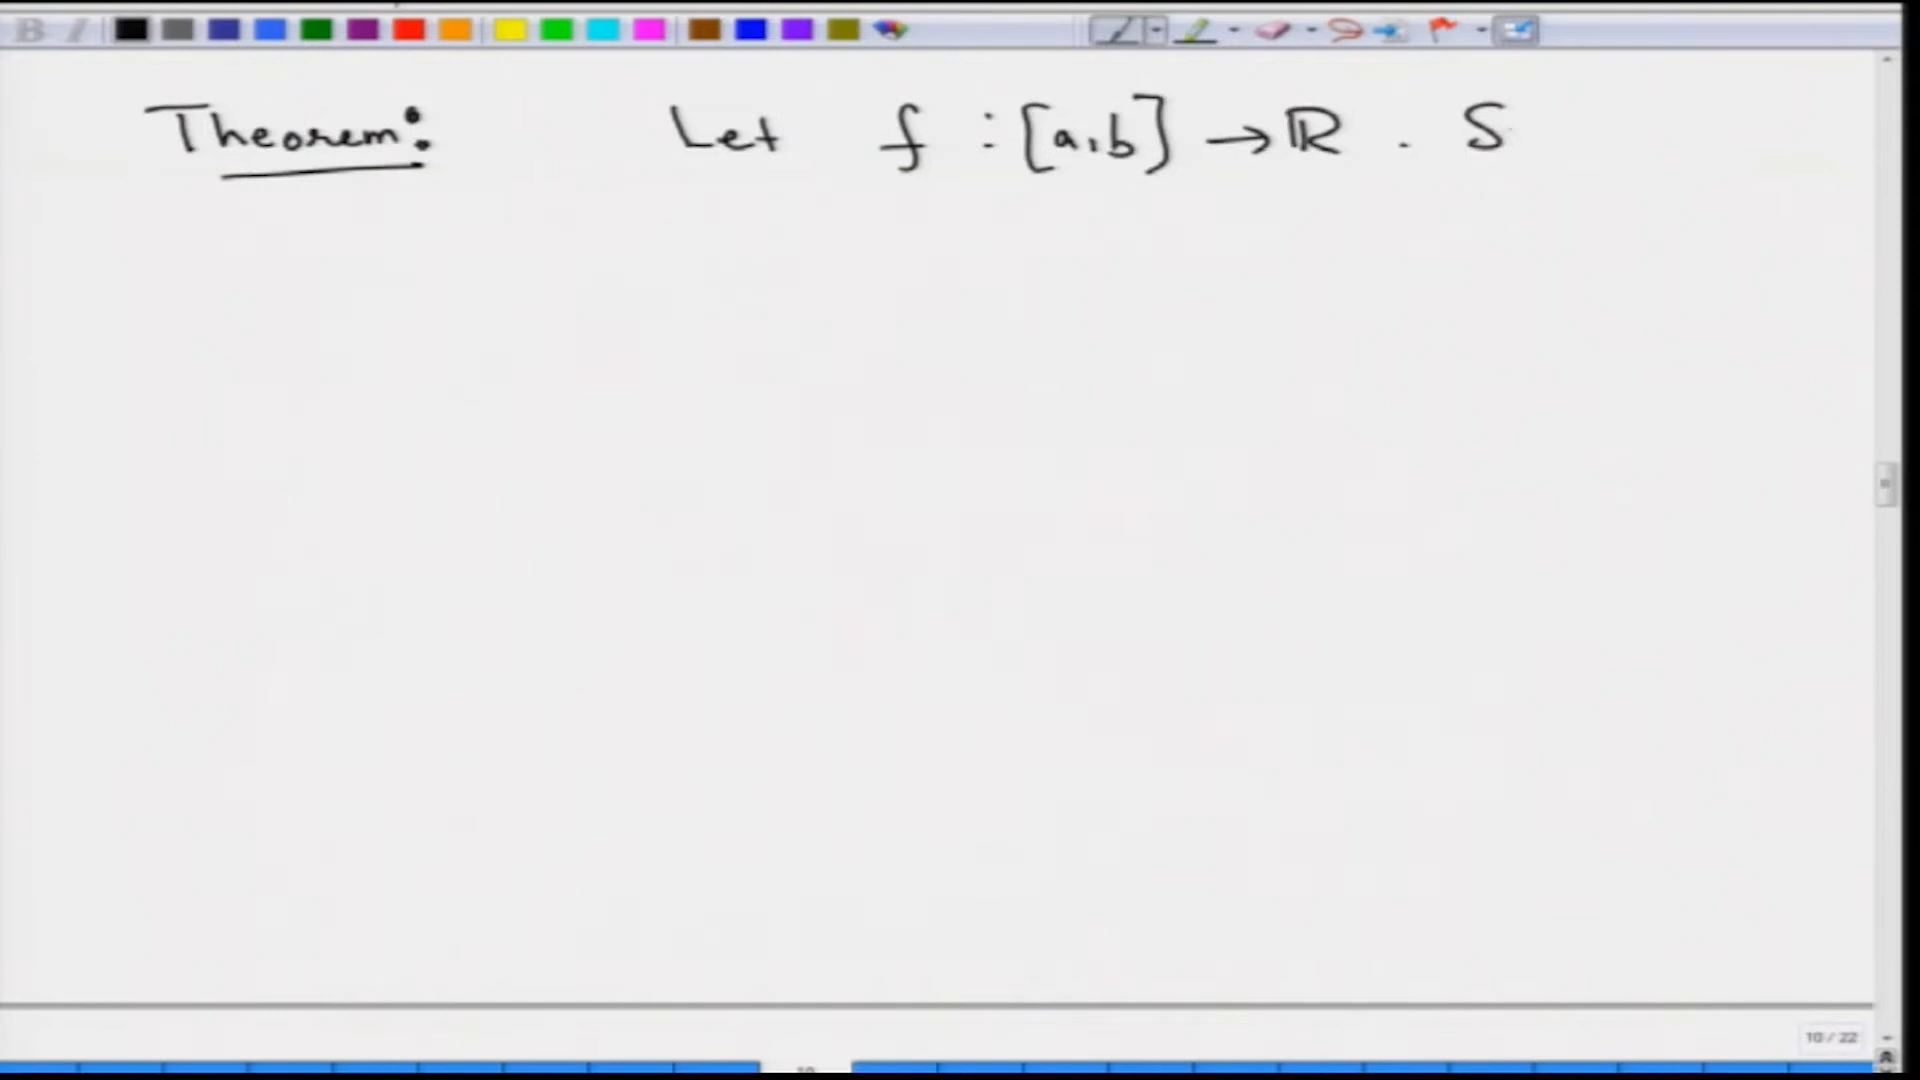 B I
Theorem: Let f : [a,b] → ℝ . S
10 / 22